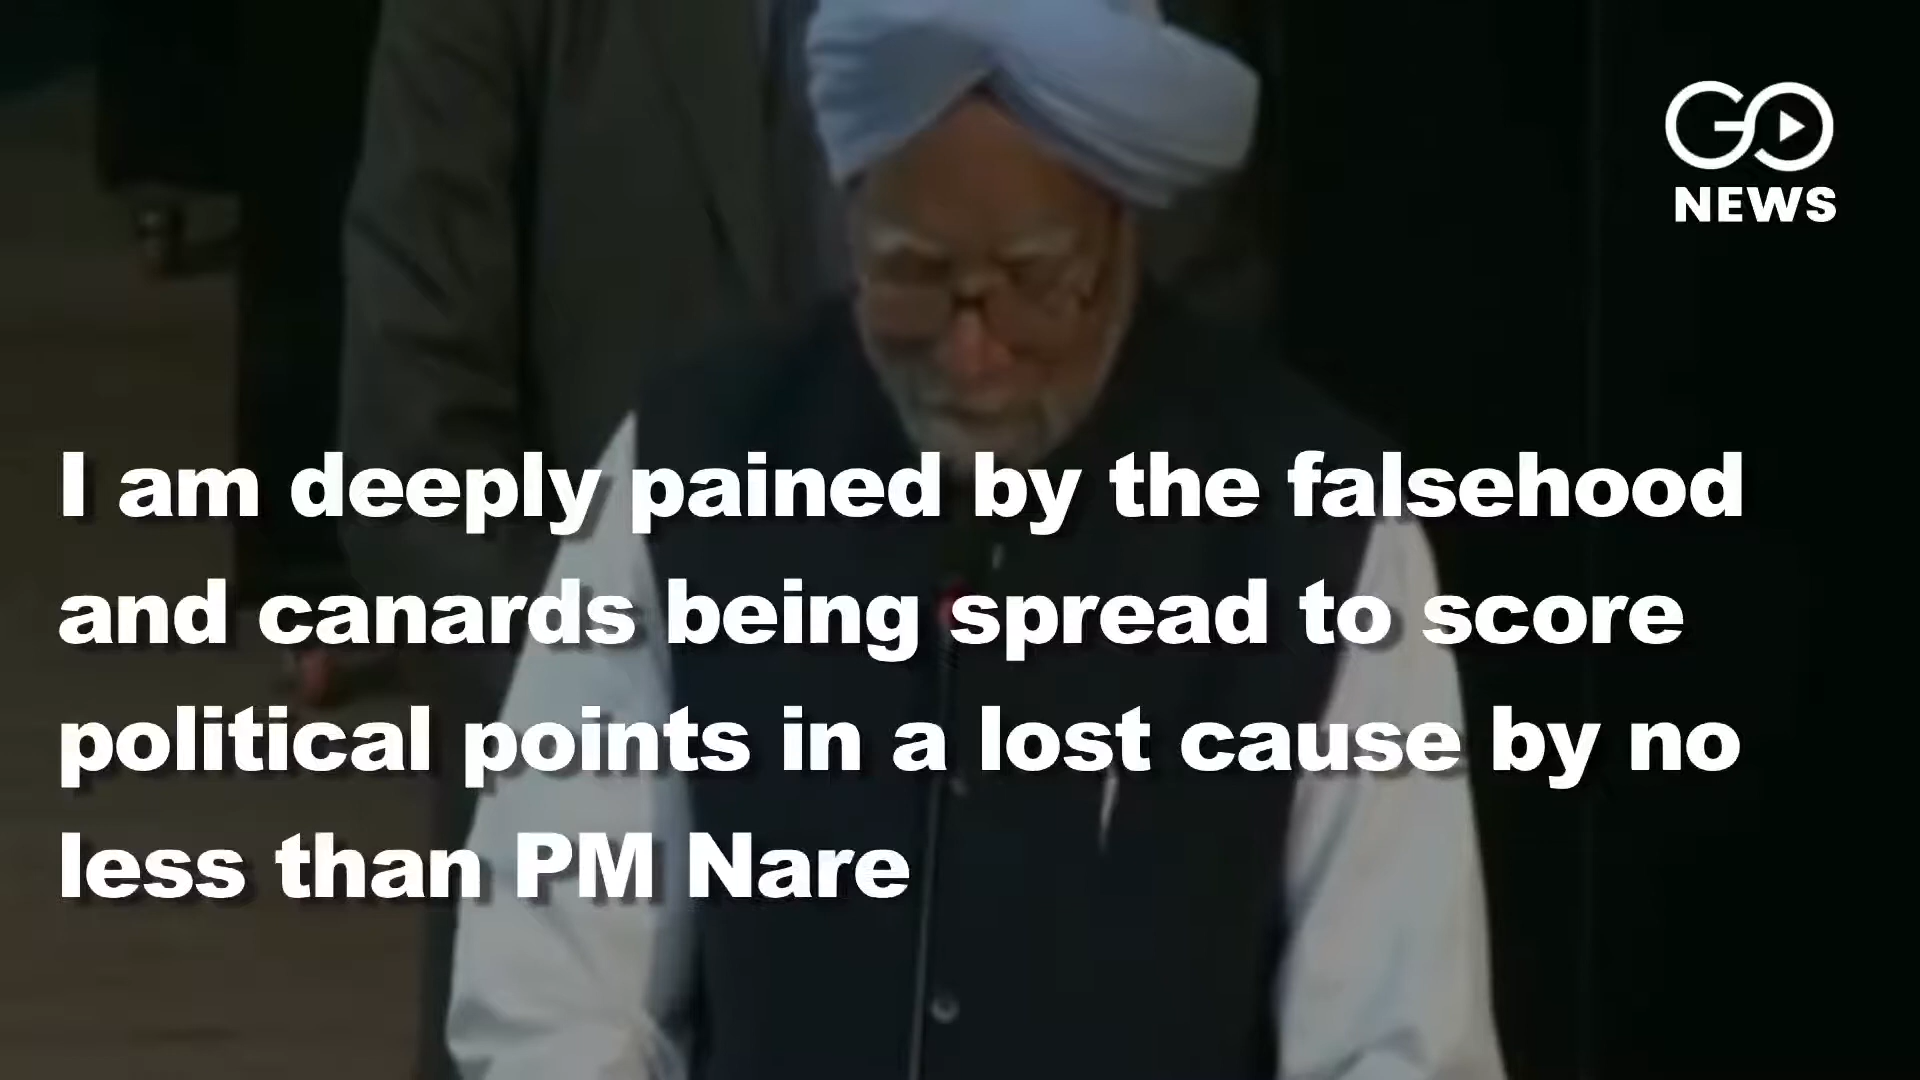 GO
NEWS
I am deeply pained by the falsehood
and canards being spread to score
political points in a lost cause by no
less than PM Nare